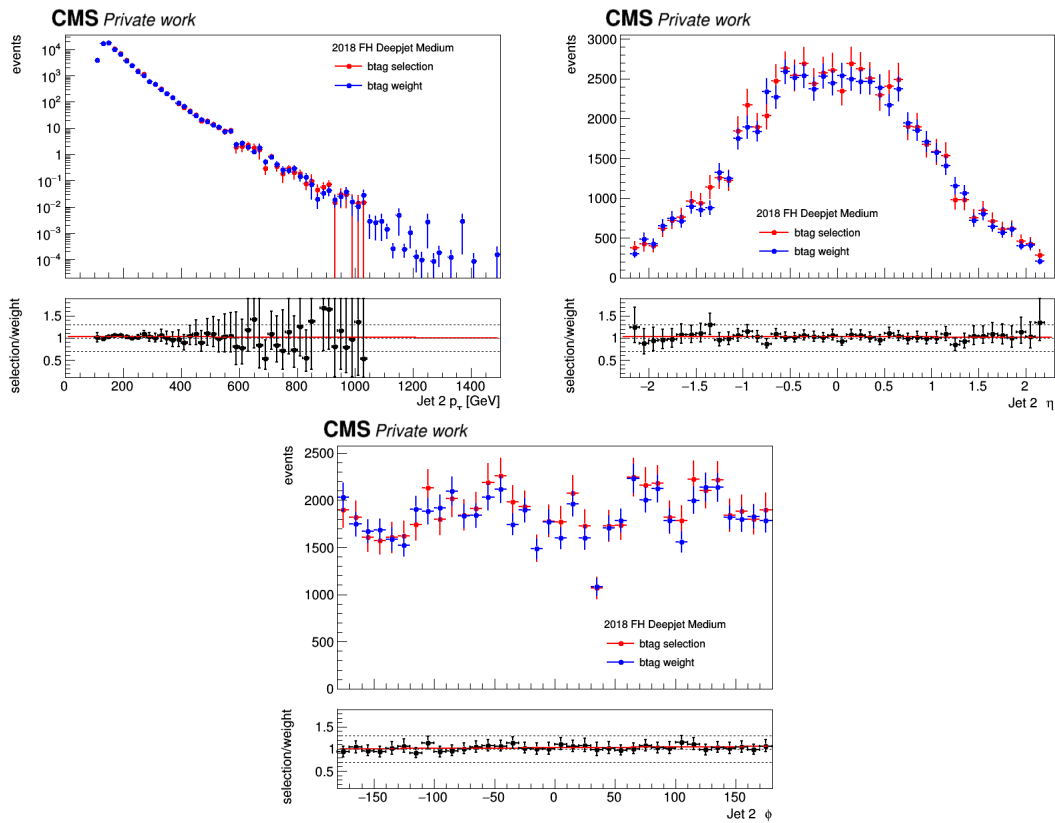 CMS Private work
events
10⁴
10³
10²
10
1
10⁻¹
10⁻²
10⁻³
10⁻⁴
2018 FH Deepjet Medium
btag selection
btag weight
selection/weight
1.5
1
0.5
0 200 400 600 800 1000 1200 1400
Jet 2 p_T [GeV]
CMS Private work
events
3000
2500
2000
1500
1000
500
0
2018 FH Deepjet Medium
btag selection
btag weight
selection/weight
1.5
1
0.5
−2 −1.5 −1 −0.5 0 0.5 1 1.5 2
Jet 2 η
CMS Private work
events
2500
2000
1500
1000
500
0
2018 FH Deepjet Medium
btag selection
btag weight
selection/weight
1.5
1
0.5
−150 −100 −50 0 50 100 150
Jet 2 ϕ